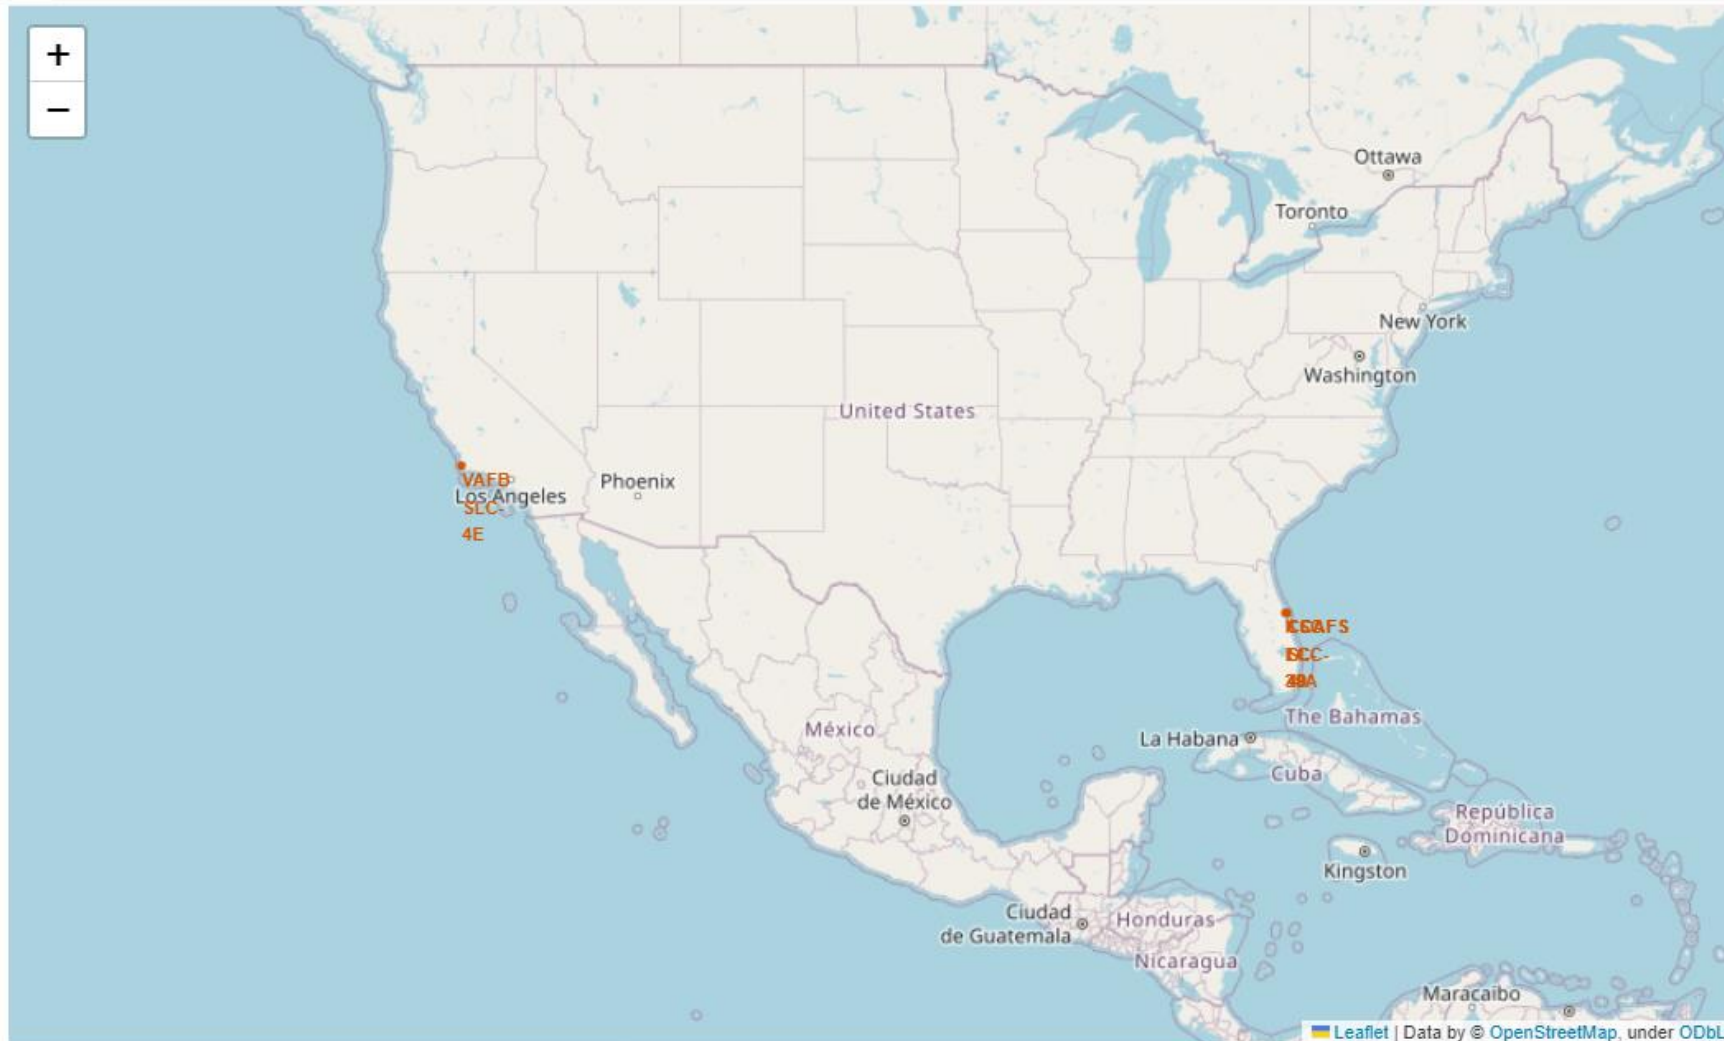 +
−
Ottawa
Toronto
New York
Washington
United States
VAFB
Los Angeles
SLC-
4E
Phoenix
The Bahamas
México
La Habana
Ciudad
de México
Cuba
República
Dominicana
Kingston
Ciudad
de Guatemala
Honduras
Nicaragua
Maracaibo
Leaflet | Data by © OpenStreetMap, under ODbL